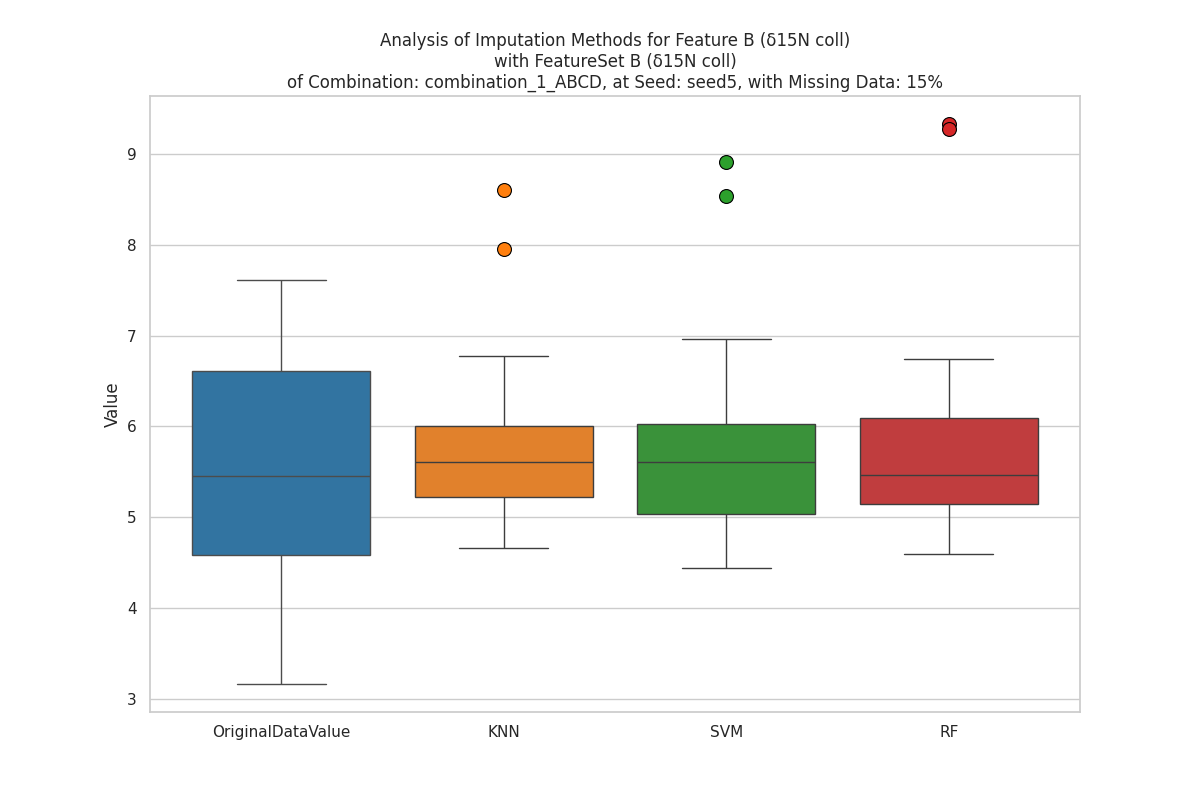 Analysis of Imputation Methods for Feature B (δ15N coll)
with FeatureSet B (δ15N coll)
of Combination: combination_1_ABCD, at Seed: seed5, with Missing Data: 15%
Value
9
8
7
6
5
4
3
OriginalDataValue
KNN
SVM
RF